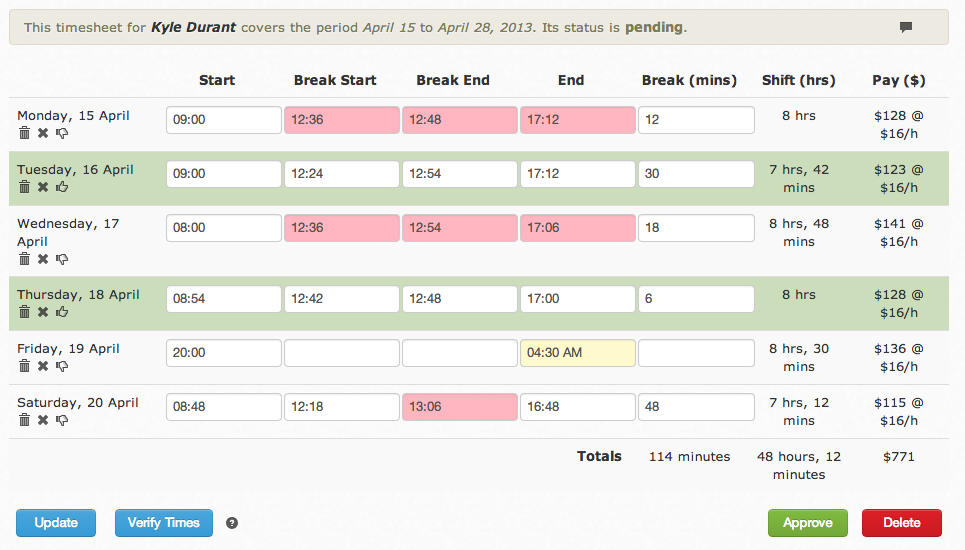 This timesheet for Kyle Durant covers the period April 15 to April 28, 2013. Its status is pending.
Start Break Start Break End End Break (mins) Shift (hrs) Pay ($)
Monday, 15 April 09:00 12:36 12:48 17:12 12 8 hrs $128 @
$16/h
Tuesday, 16 April 09:00 12:24 12:54 17:12 30 7 hrs, 42 $123 @
mins $16/h
Wednesday, 17 08:00 12:36 12:54 17:06 18 8 hrs, 48 $141 @
April mins $16/h
Thursday, 18 April 08:54 12:42 12:48 17:00 6 8 hrs $128 @
$16/h
Friday, 19 April 20:00 04:30 AM 8 hrs, 30 $136 @
mins $16/h
Saturday, 20 April 08:48 12:18 13:06 16:48 48 7 hrs, 12 $115 @
mins $16/h
Totals 114 minutes 48 hours, 12 $771
minutes
Update Verify Times ? Approve Delete